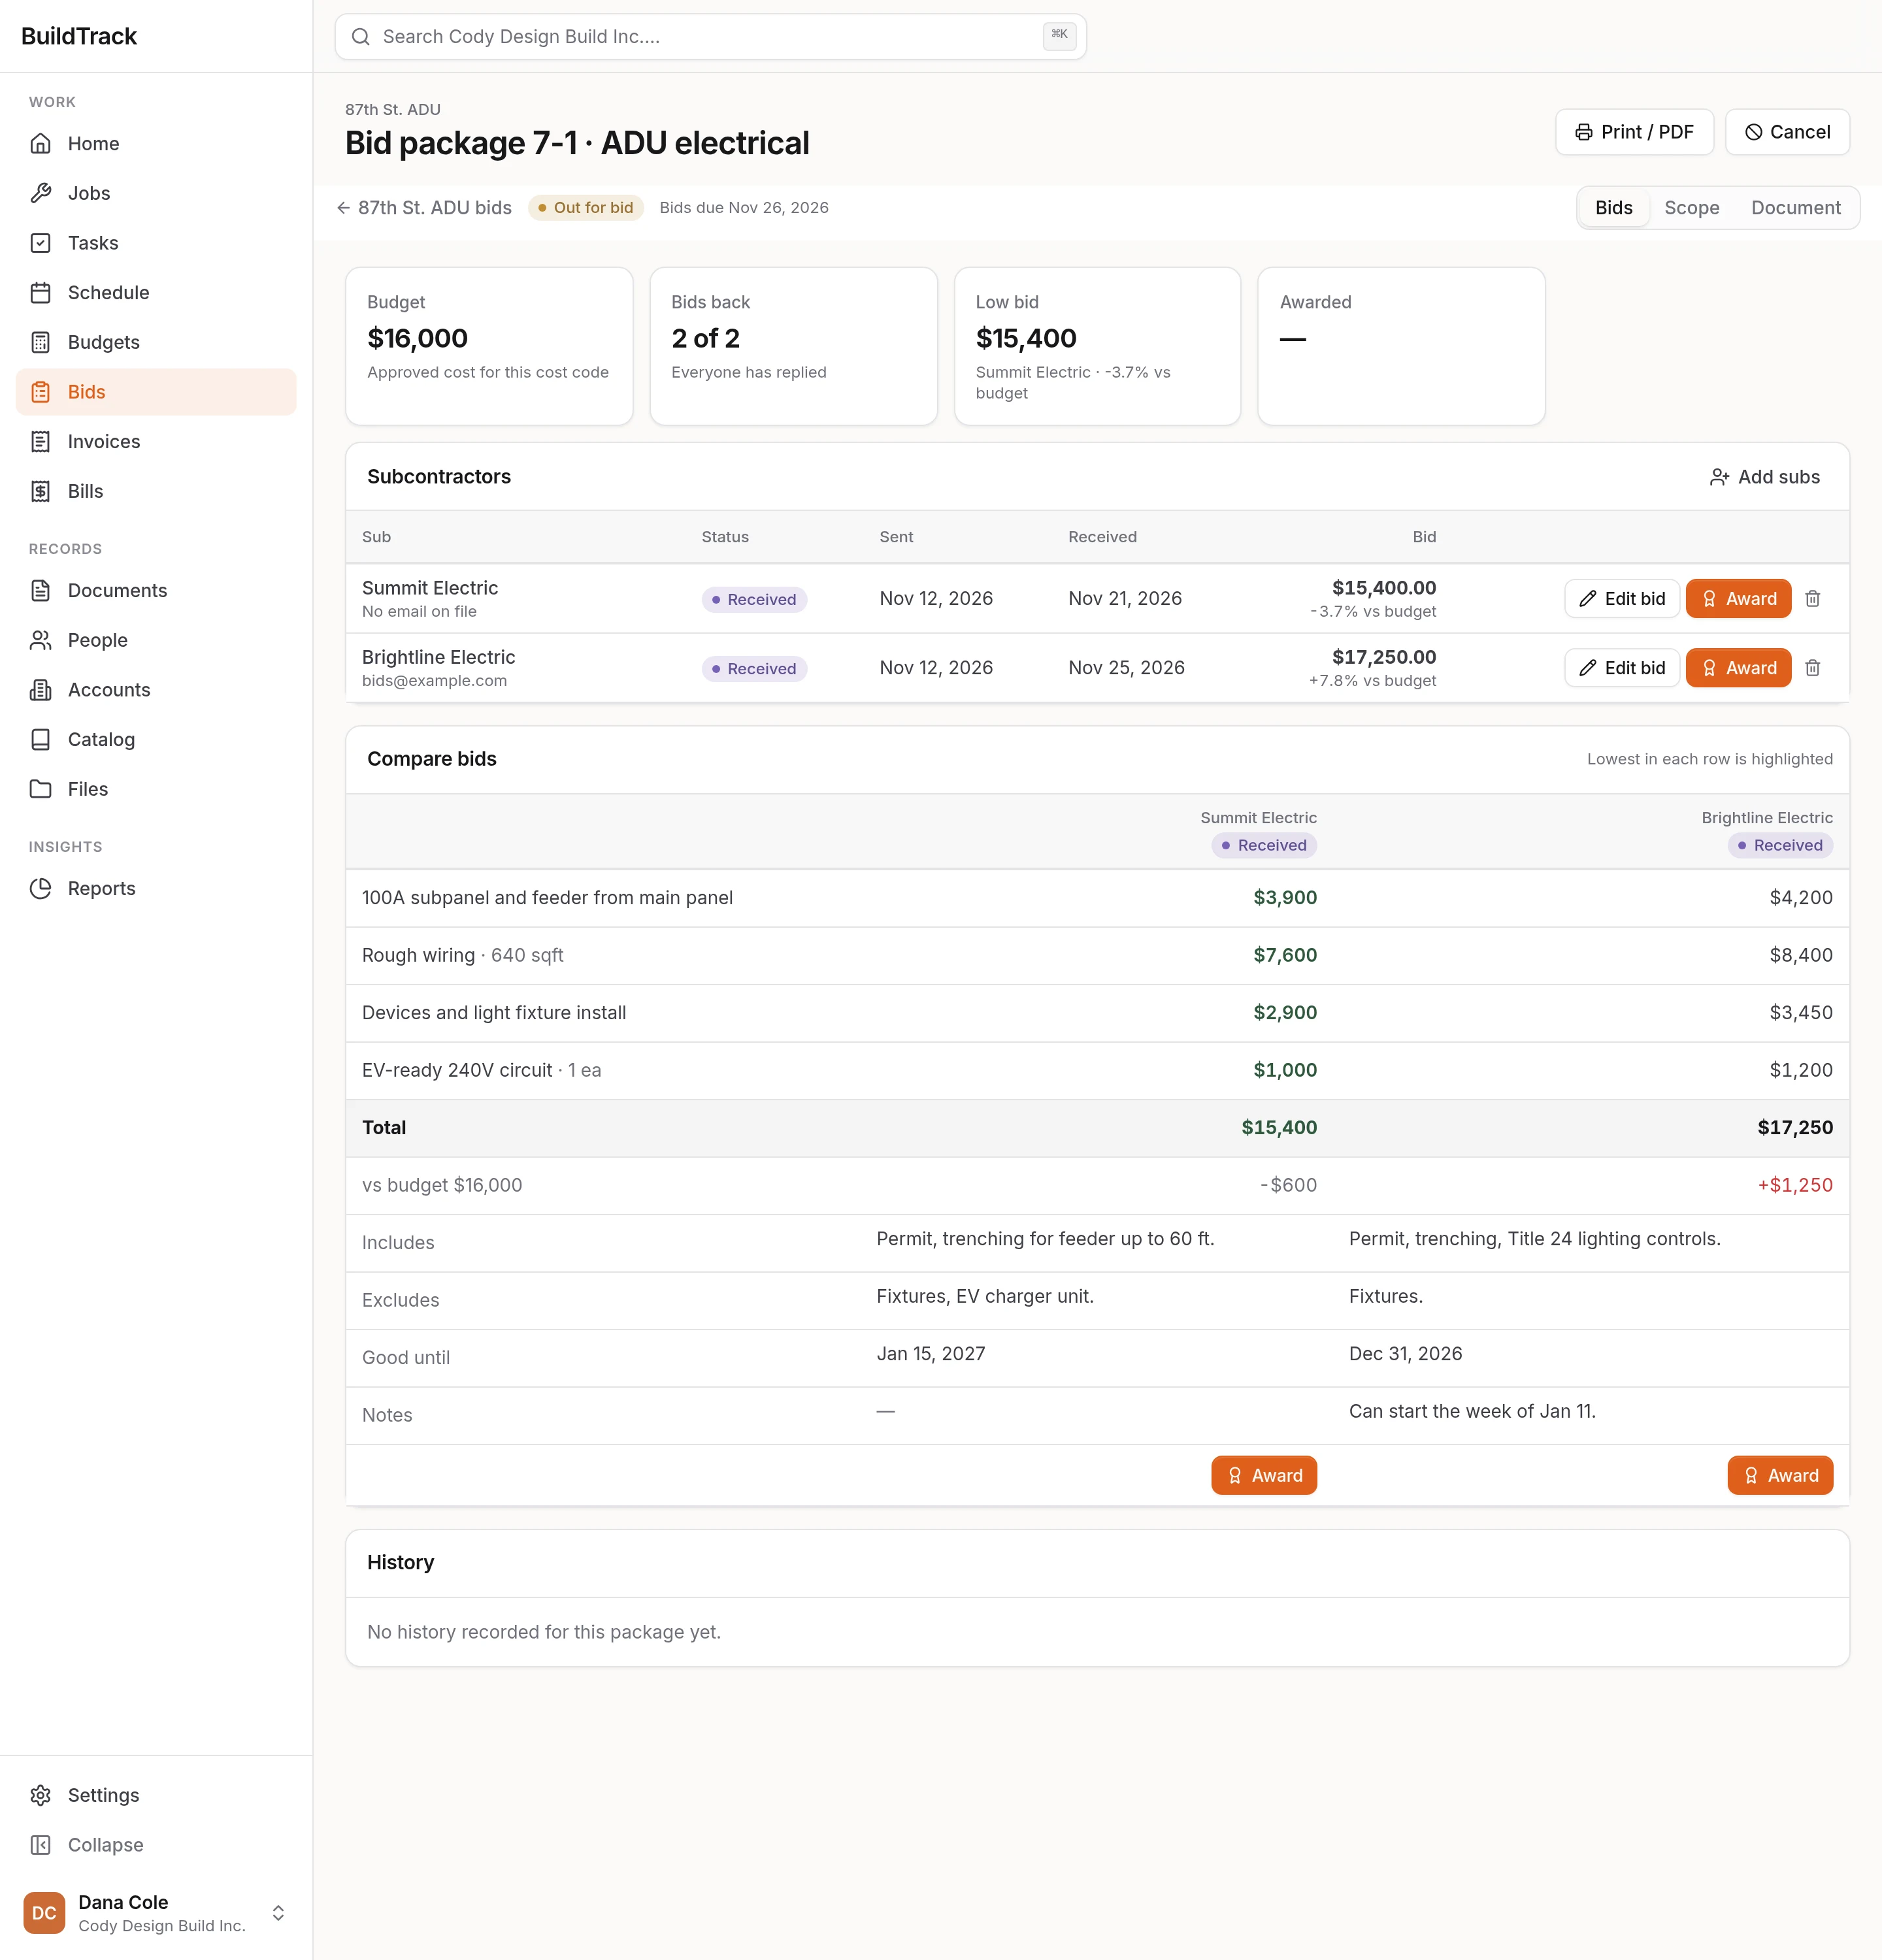 BuildTrack
Search Cody Design Build Inc....
⌘K
WORK
Home
Jobs
Tasks
Schedule
Budgets
Bids
Invoices
Bills
RECORDS
Documents
People
Accounts
Catalog
Files
INSIGHTS
Reports
Settings
Collapse
DC
Dana Cole
Cody Design Build Inc.
87th St. ADU
Bid package 7-1 · ADU electrical
Print / PDF
Cancel
87th St. ADU bids
Out for bid
Bids due Nov 26, 2026
Bids
Scope
Document
Budget
$16,000
Approved cost for this cost code
Bids back
2 of 2
Everyone has replied
Low bid
$15,400
Summit Electric · -3.7% vs
budget
Awarded
—
Subcontractors
Add subs
Sub Status Sent Received Bid
Summit Electric
No email on file
Received
Nov 12, 2026
Nov 21, 2026
$15,400.00
-3.7% vs budget
Edit bid
Award
Brightline Electric
bids@example.com
Received
Nov 12, 2026
Nov 25, 2026
$17,250.00
+7.8% vs budget
Edit bid
Award
Compare bids
Lowest in each row is highlighted
Summit Electric
Received
Brightline Electric
Received
100A subpanel and feeder from main panel $3,900 $4,200
Rough wiring · 640 sqft $7,600 $8,400
Devices and light fixture install $2,900 $3,450
EV-ready 240V circuit · 1 ea $1,000 $1,200
Total $15,400 $17,250
vs budget $16,000 -$600 +$1,250
Includes Permit, trenching for feeder up to 60 ft. Permit, trenching, Title 24 lighting controls.
Excludes Fixtures, EV charger unit. Fixtures.
Good until Jan 15, 2027 Dec 31, 2026
Notes — Can start the week of Jan 11.
Award Award
History
No history recorded for this package yet.